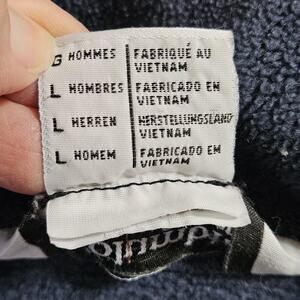 G HOMMES FABRIQUÉ AU
VIETNAM
L HOMBRES FABRICADO EN
VIETNAM
L HERREN HERSTELLUNGSLAND
VIETNAM
L HOMEM FABRICADO EM
VIETNAM